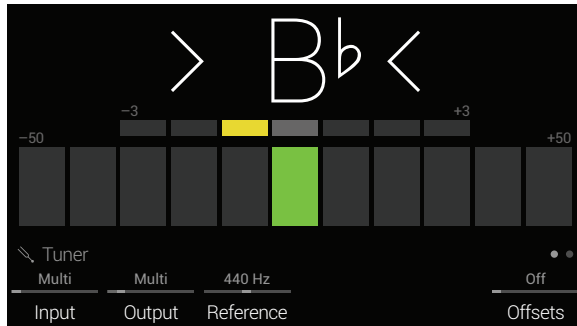 > B♭ <
−3 +3
−50 +50
Tuner
Multi Multi 440 Hz Off
Input Output Reference Offsets